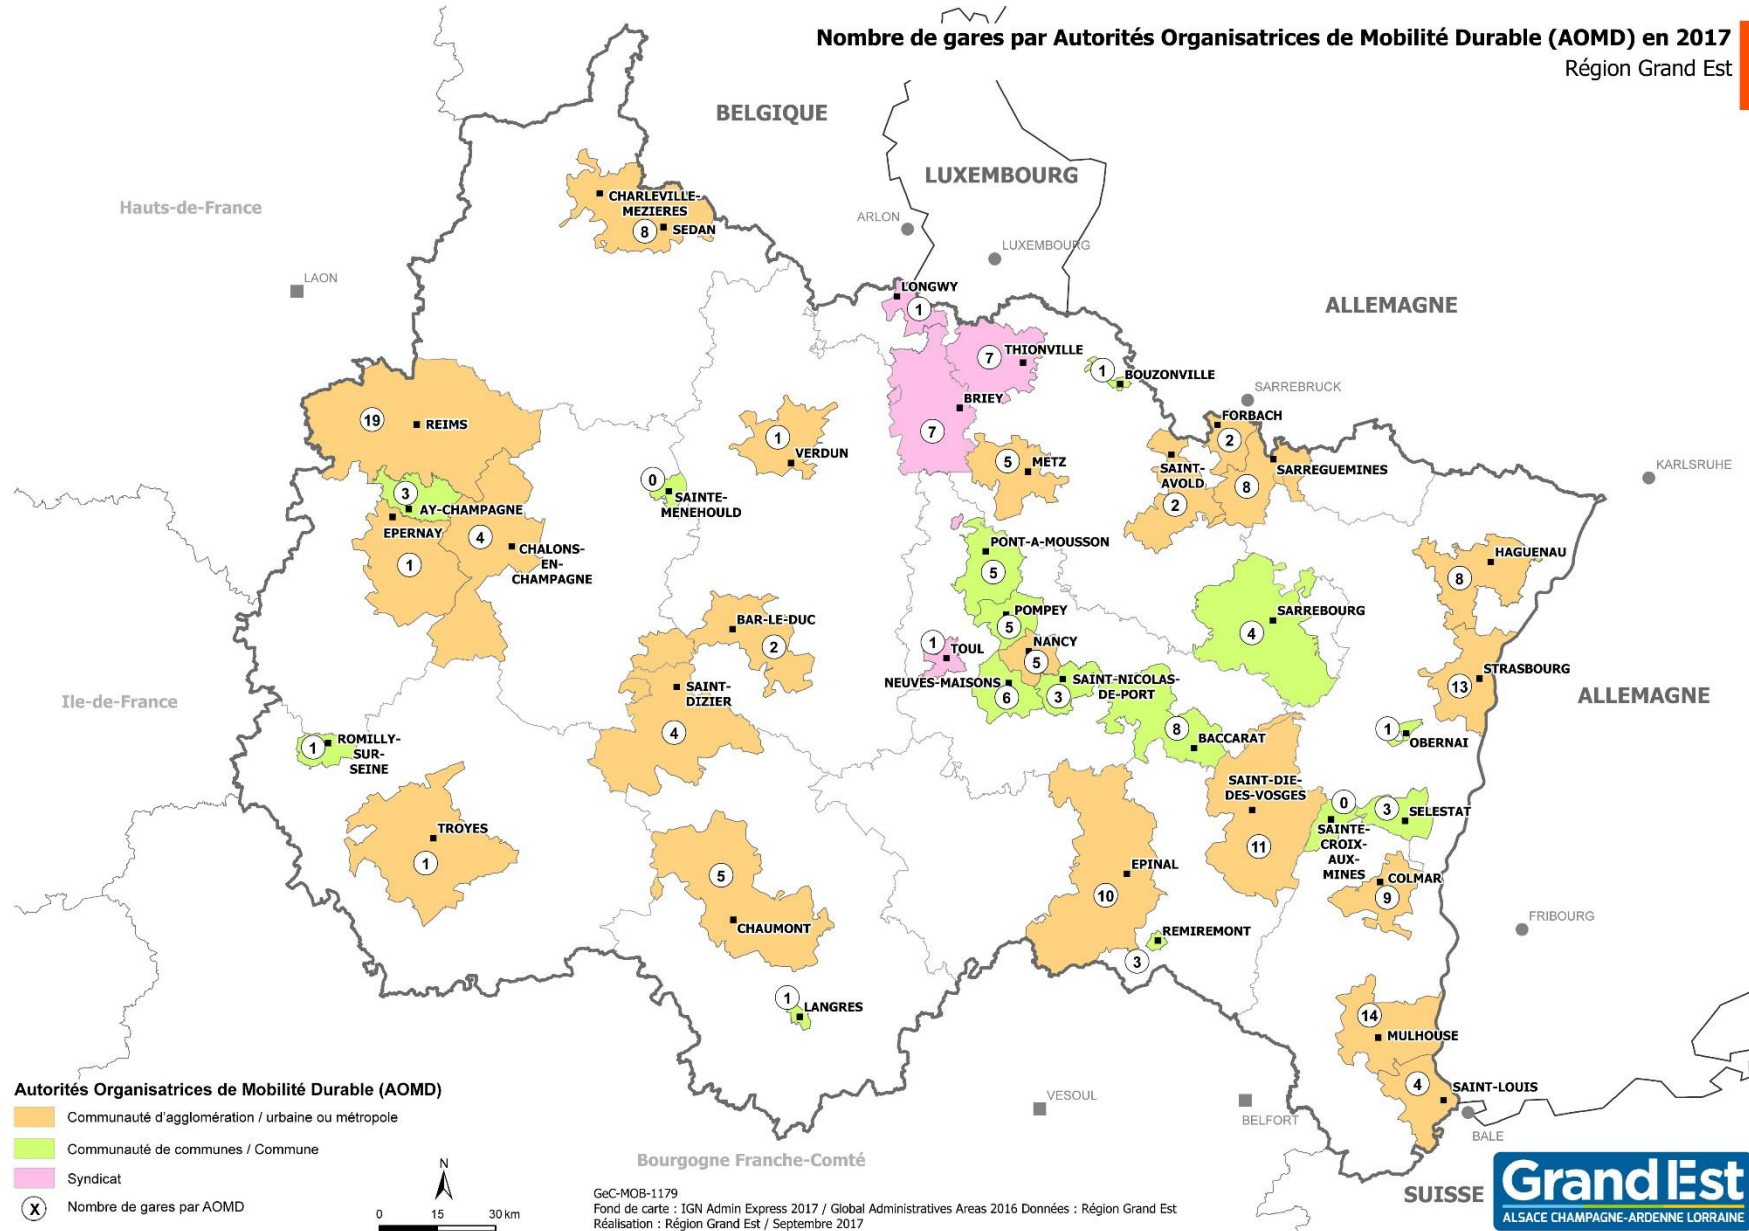 Nombre de gares par Autorités Organisatrices de Mobilité Durable (AOMD) en 2017
Région Grand Est
BELGIQUE
LUXEMBOURG
ALLEMAGNE
Hauts-de-France
CHARLEVILLE-
MEZIERES
8
SEDAN
ARLON
LUXEMBOURG
LAON
LONGWY
1
7
THIONVILLE
1
BOUZONVILLE
SARREBRUCK
BRIEY
7
FORBACH
2
19
REIMS
1
VERDUN
5
METZ
SAINT-
AVOLD
2
SARREGUEMINES
8
KARLSRUHE
0
SAINTE-
MENEHOULD
3
AY-CHAMPAGNE
EPERNAY
1
4
CHALONS-
EN-
CHAMPAGNE
PONT-A-MOUSSON
5
HAGUENAU
8
POMPEY
5
SARREBOURG
4
BAR-LE-DUC
2
1
TOUL
NANCY
5
NEUVES-MAISONS
6
SAINT-NICOLAS-
DE-PORT
3
STRASBOURG
13
ALLEMAGNE
Ile-de-France
SAINT-
DIZIER
4
8
BACCARAT
1
OBERNAI
1
ROMILLY-
SUR-
SEINE
SAINT-DIE-
DES-VOSGES
11
0
SAINTE-
CROIX-
AUX-
MINES
3
SELESTAT
TROYES
1
5
CHAUMONT
EPINAL
10
COLMAR
9
FRIBOURG
REMIREMONT
3
1
LANGRES
14
MULHOUSE
4
SAINT-LOUIS
VESOUL
BELFORT
BALE
Bourgogne Franche-Comté
SUISSE
Autorités Organisatrices de Mobilité Durable (AOMD)
Communauté d'agglomération / urbaine ou métropole
Communauté de communes / Commune
Syndicat
X
Nombre de gares par AOMD
N
0 15 30 km
GeC-MOB-1179
Fond de carte : IGN Admin Express 2017 / Global Administratives Areas 2016 Données : Région Grand Est
Réalisation : Région Grand Est / Septembre 2017
Grand Est
ALSACE CHAMPAGNE-ARDENNE LORRAINE